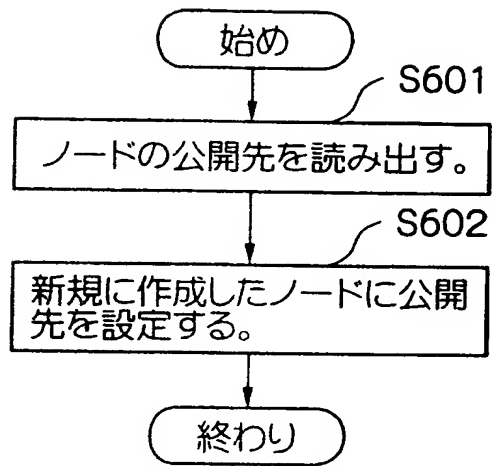 始め
S601
ノードの公開先を読み出す。
S602
新規に作成したノードに公開
先を設定する。
終わり